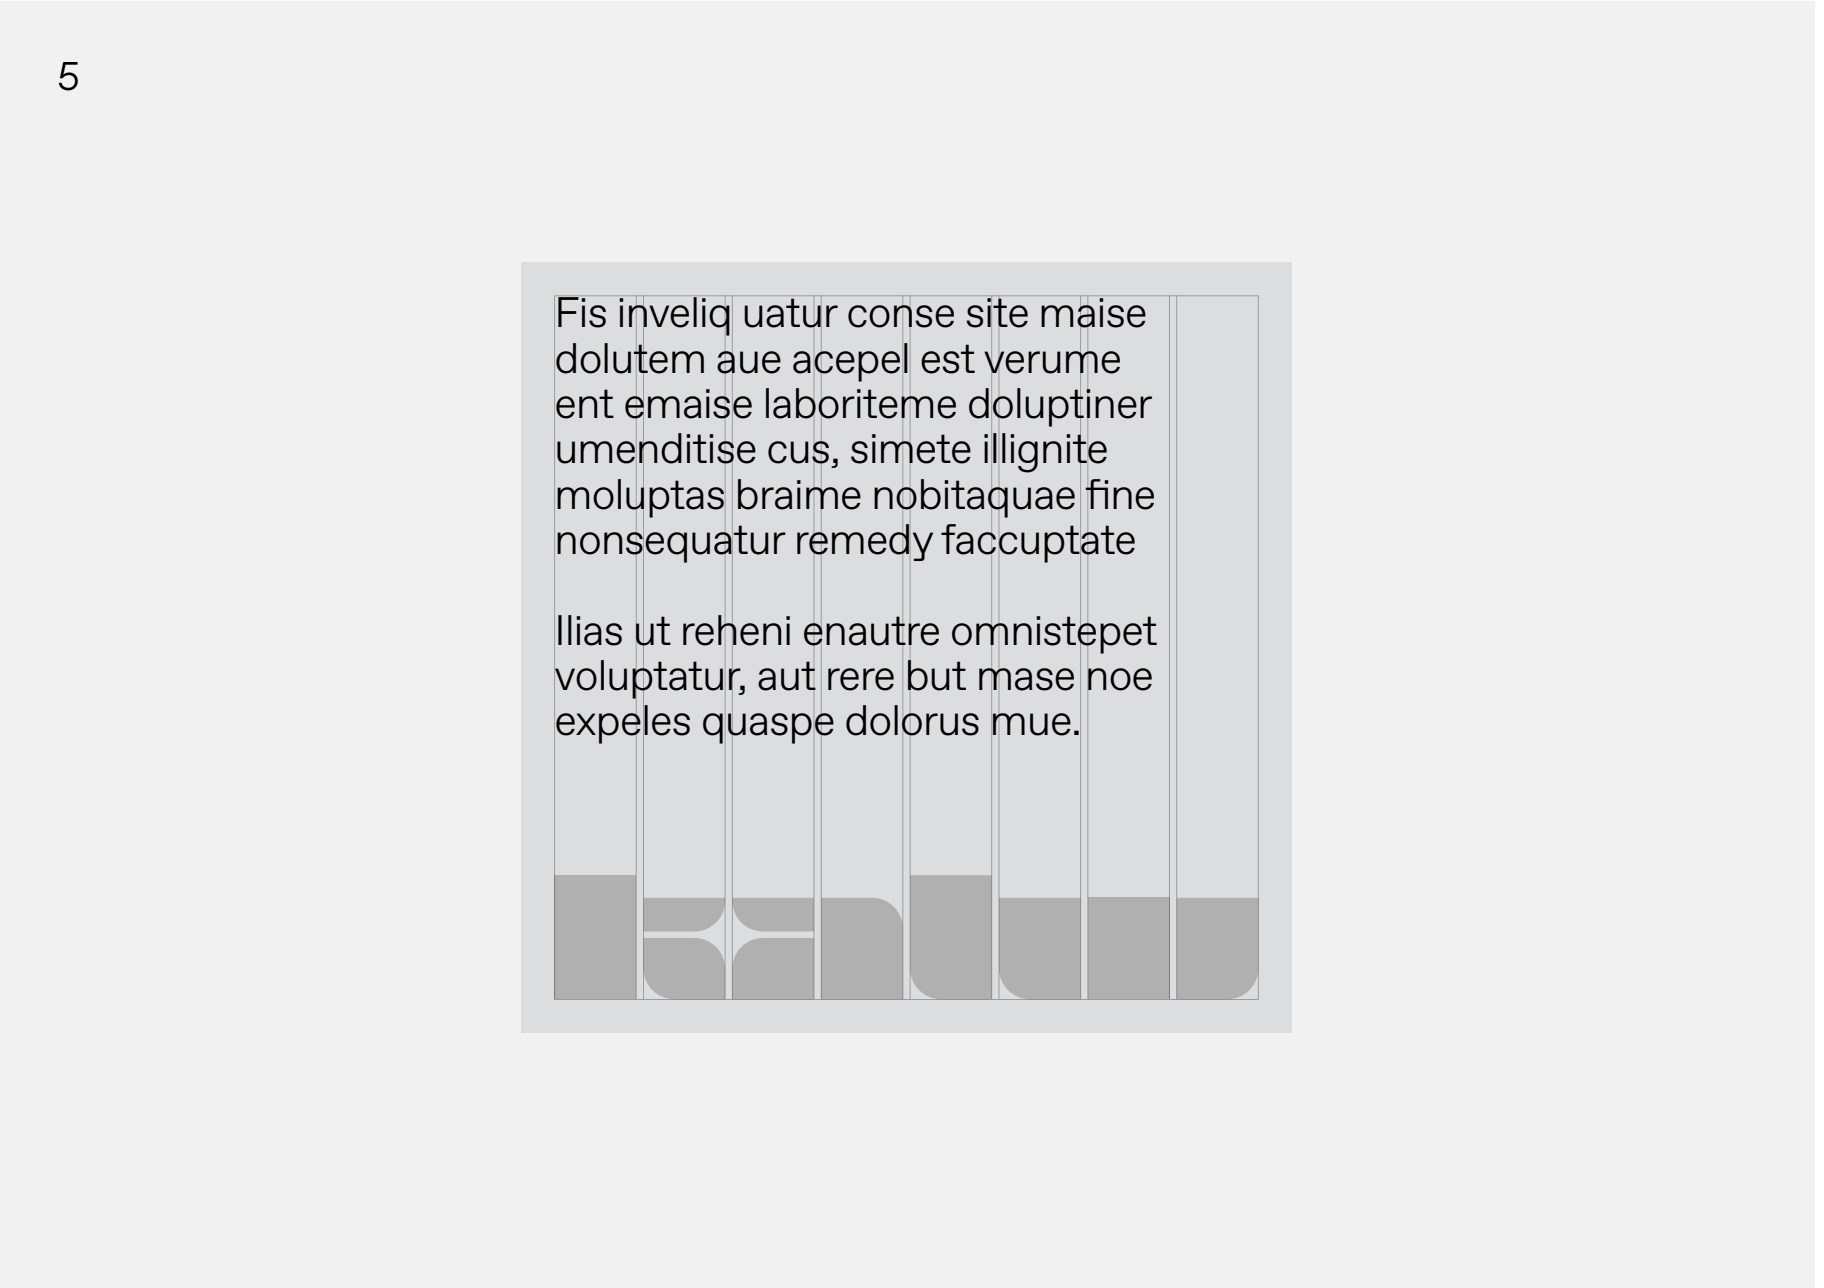 5
Fis inveliq uatur conse site maise
dolutem aue acepel est verume
ent emaise laboriteme doluptiner
umenditise cus, simete illignite
moluptas braime nobitaquae fine
nonsequatur remedy faccuptate
Ilias ut reheni enautre omnistepet
voluptatur, aut rere but mase noe
expeles quaspe dolorus mue.